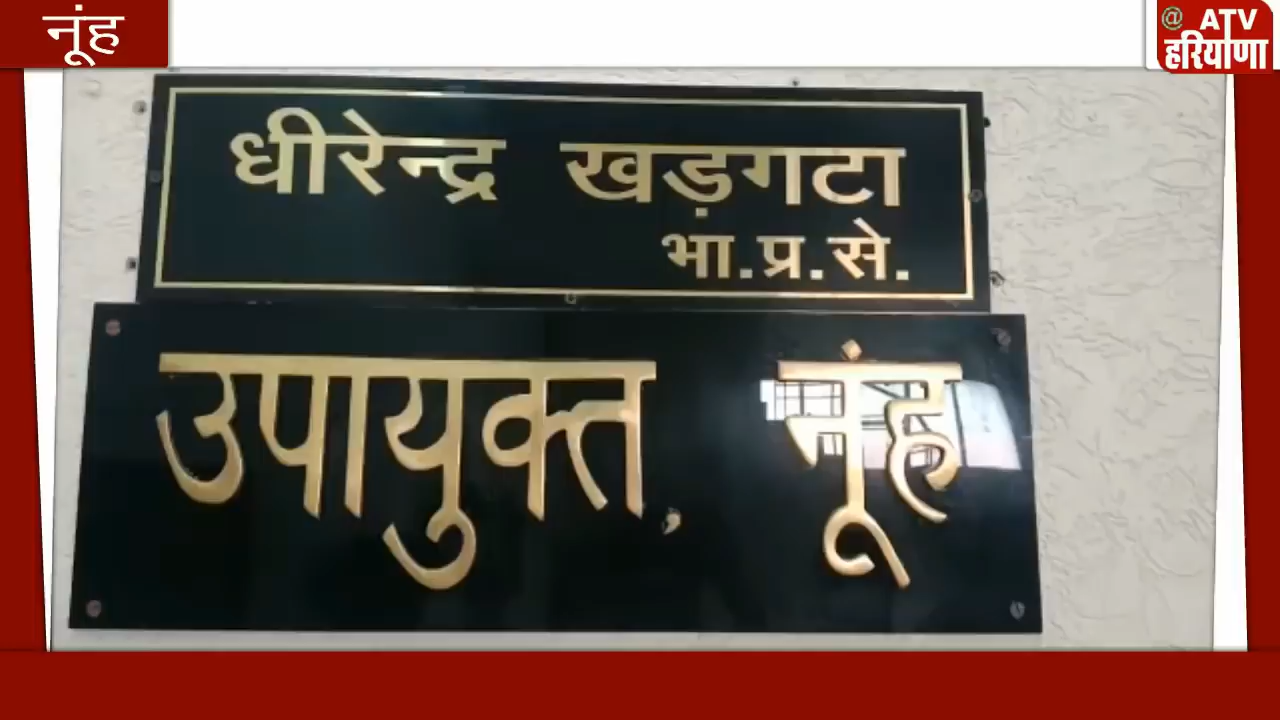 नूंह
@ ATV
हरियाणा
धीरेन्द्र खड़गटा
भा.प्र.से.
उपायुक्त, नूंह